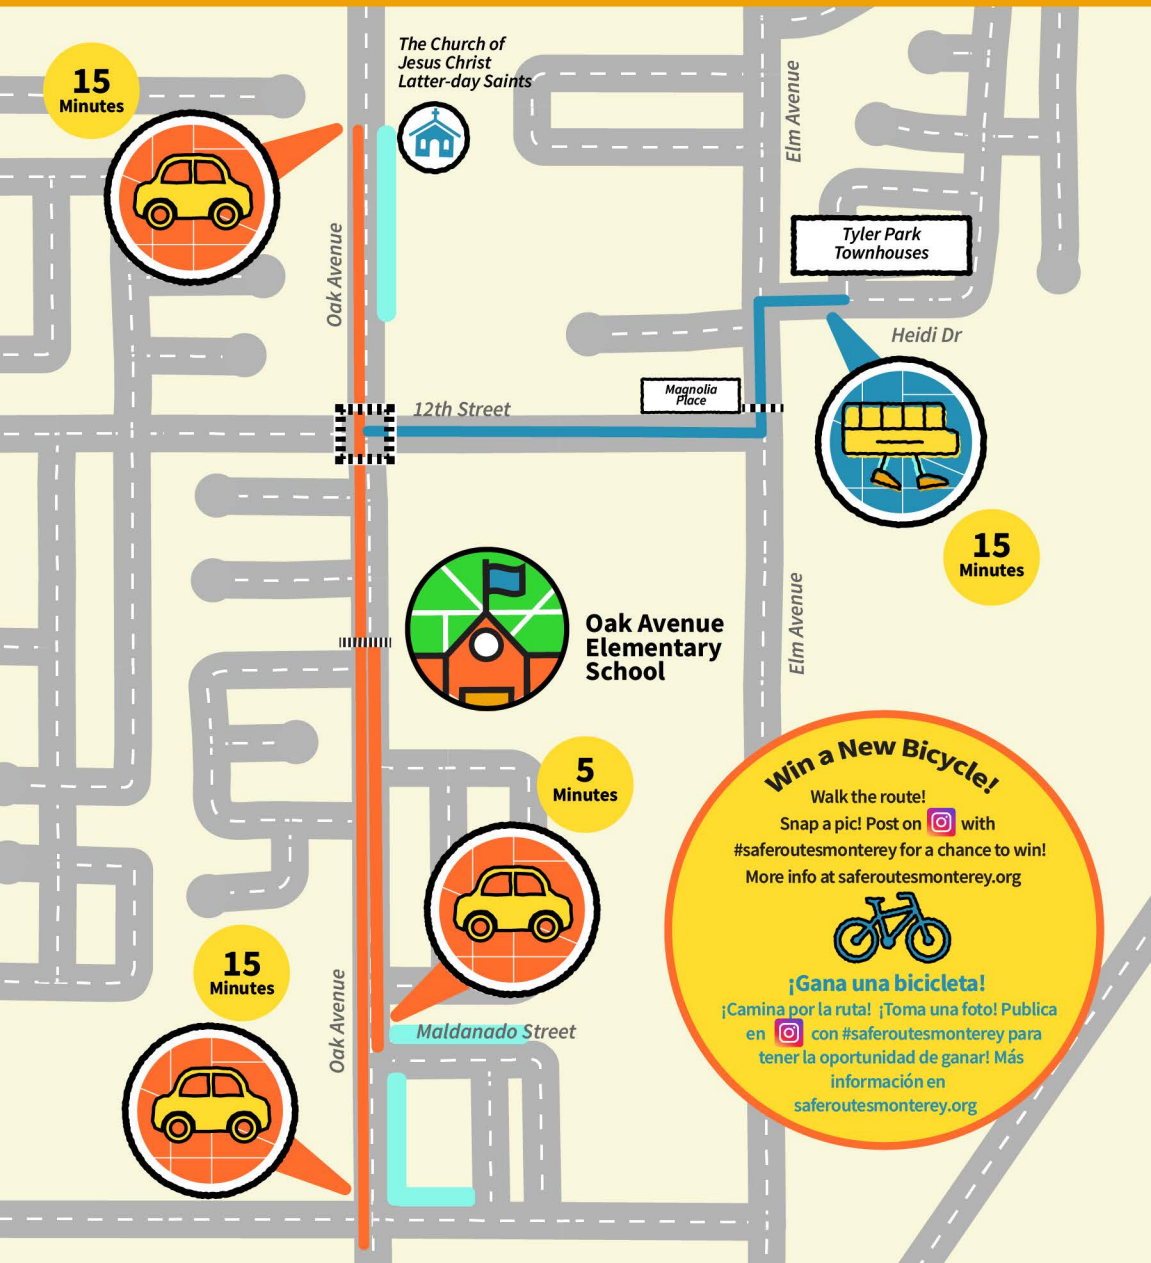 The Church of
Jesus Christ
Latter-day Saints
15
Minutes
Elm Avenue
Tyler Park
Townhouses
Oak Avenue
Heidi Dr
Magnolia
Place
12th Street
15
Minutes
Oak Avenue
Elementary
School
Elm Avenue
5
Minutes
Win a New Bicycle!
Walk the route!
Snap a pic! Post on with
#saferoutesmonterey for a chance to win!
More info at saferoutesmonterey.org
¡Gana una bicicleta!
¡Camina por la ruta! ¡Toma una foto! Publica
en con #saferoutesmonterey para
tener la oportunidad de ganar! Más
información en
saferoutesmonterey.org
15
Minutes
Oak Avenue
Maldanado Street